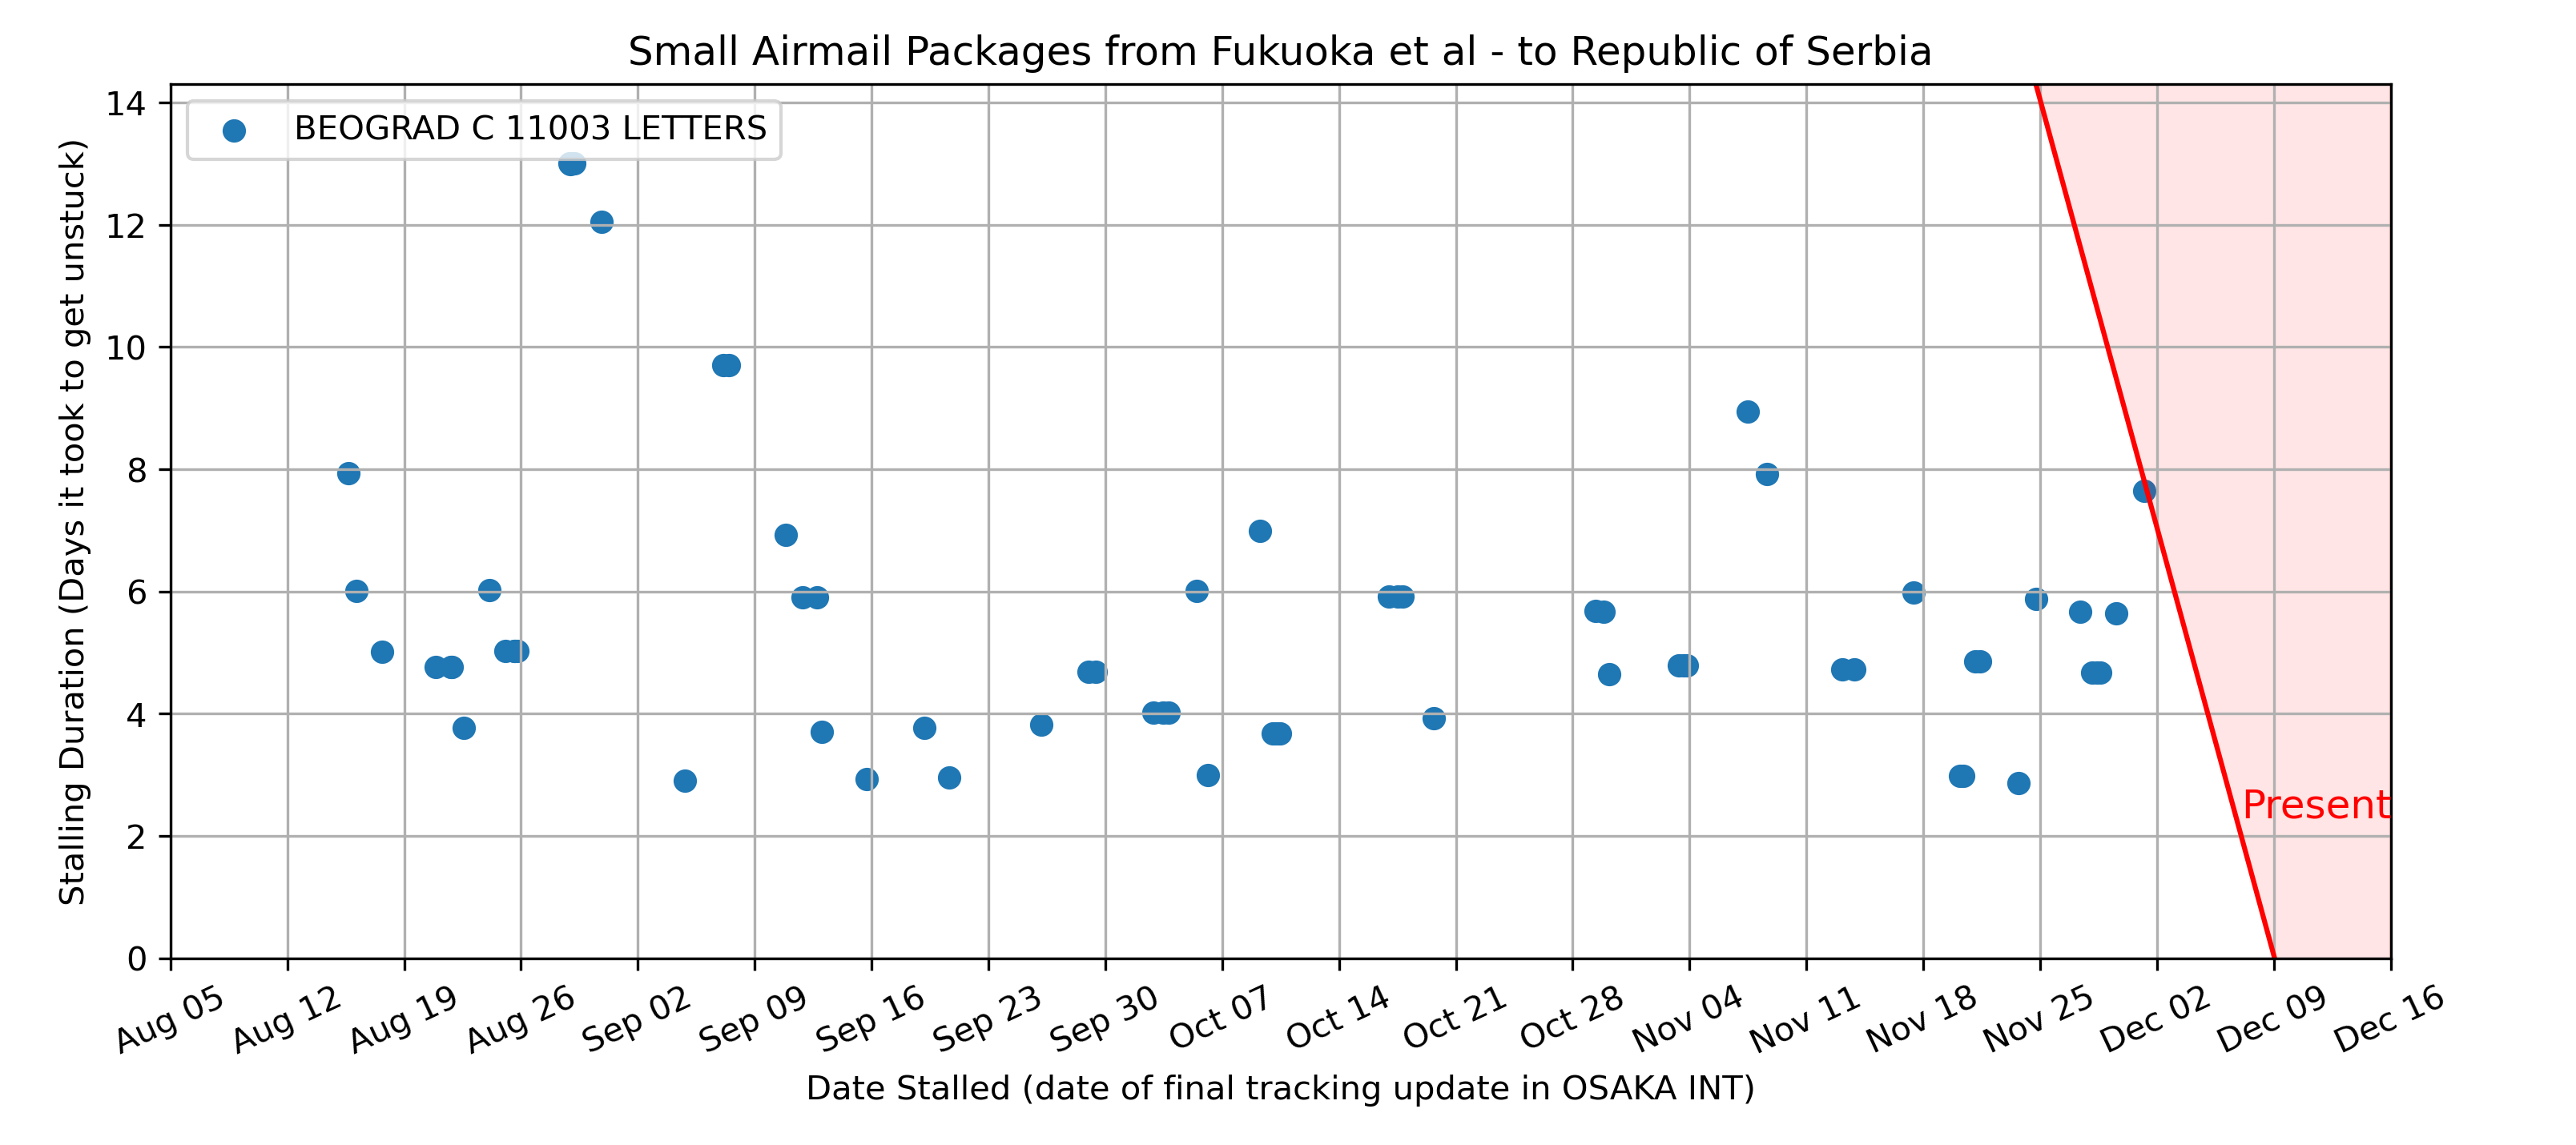 Small Airmail Packages from Fukuoka et al - to Republic of Serbia
BEOGRAD C 11003 LETTERS
Stalling Duration (Days it took to get unstuck)
14
12
10
8
6
4
2
0
Present
Aug 05
Aug 12
Aug 19
Aug 26
Sep 02
Sep 09
Sep 16
Sep 23
Sep 30
Oct 07
Oct 14
Oct 21
Oct 28
Nov 04
Nov 11
Nov 18
Nov 25
Dec 02
Dec 09
Dec 16
Date Stalled (date of final tracking update in OSAKA INT)